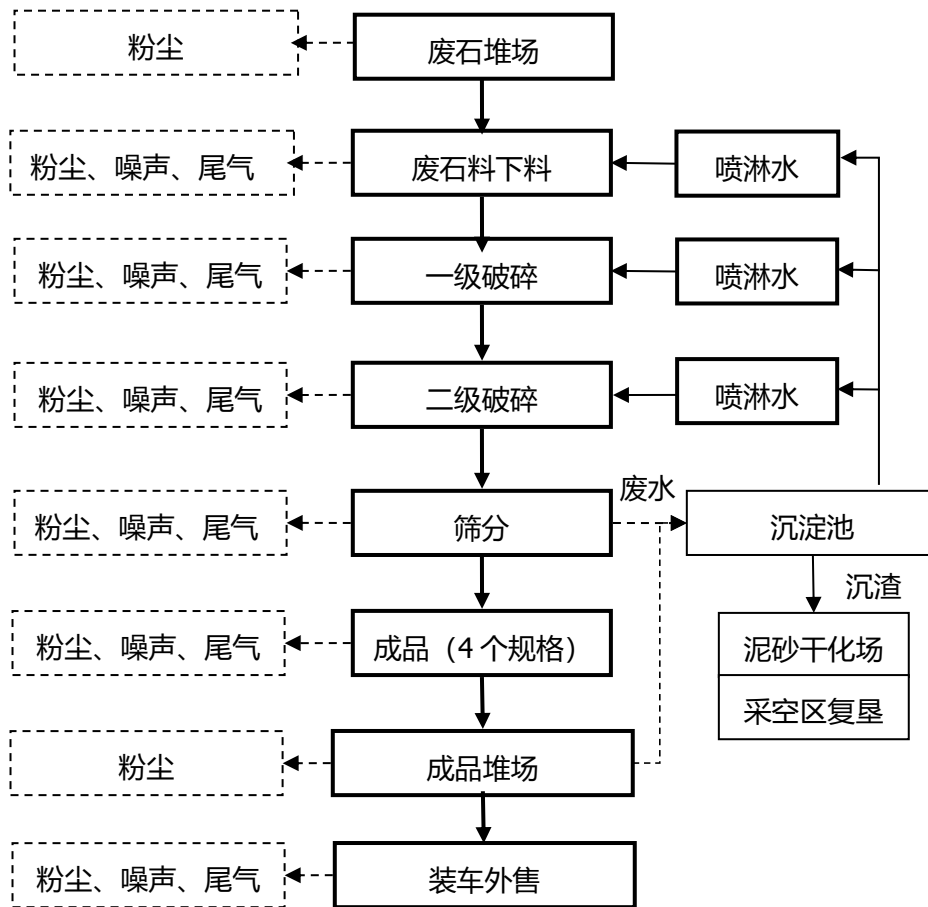 粉尘
废石堆场
粉尘、噪声、尾气
废石料下料
喷淋水
粉尘、噪声、尾气
一级破碎
喷淋水
粉尘、噪声、尾气
二级破碎
喷淋水
粉尘、噪声、尾气
筛分
废水
沉淀池
沉渣
粉尘、噪声、尾气
成品（4个规格）
泥砂干化场
采空区复垦
粉尘
成品堆场
粉尘、噪声、尾气
装车外售